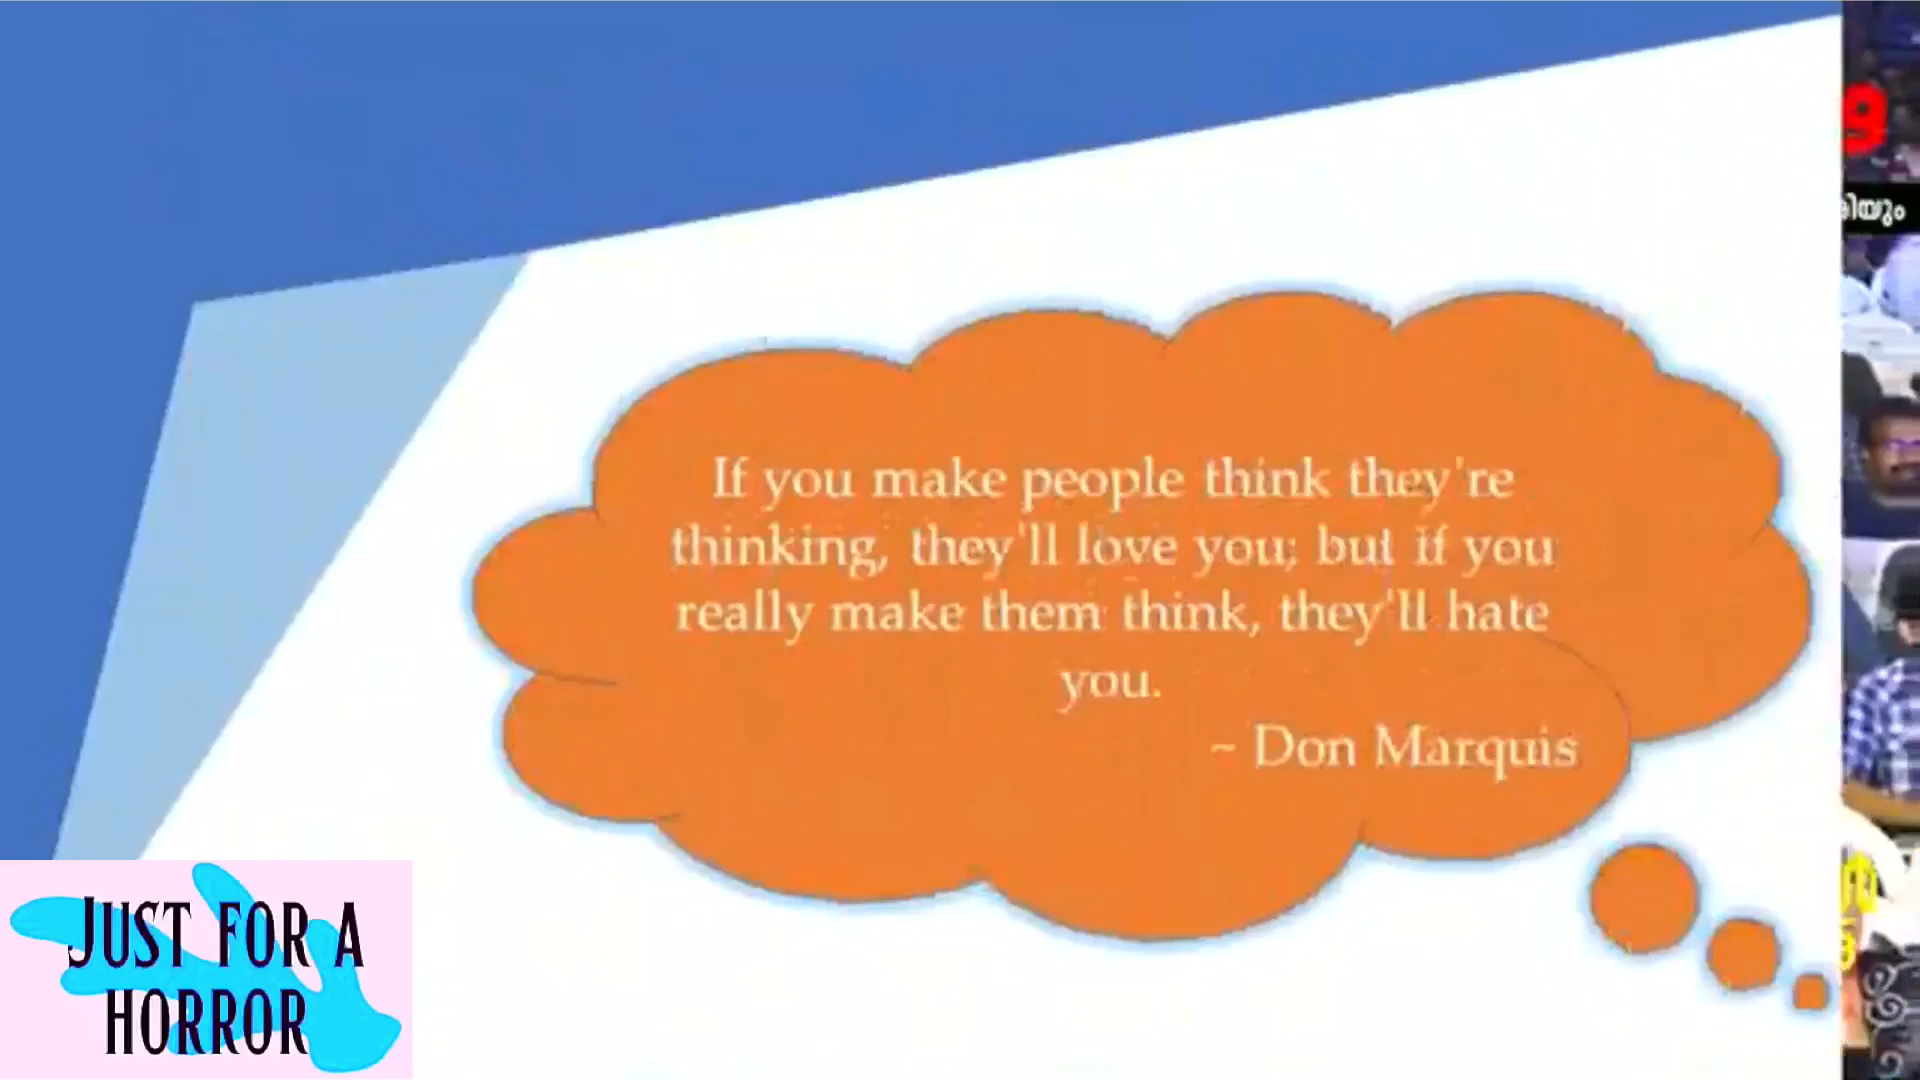 If you make people think they're
thinking, they'll love you; but if you
really make them think, they'll hate
you.
~ Don Marquis
JUST FOR A
HORROR
9